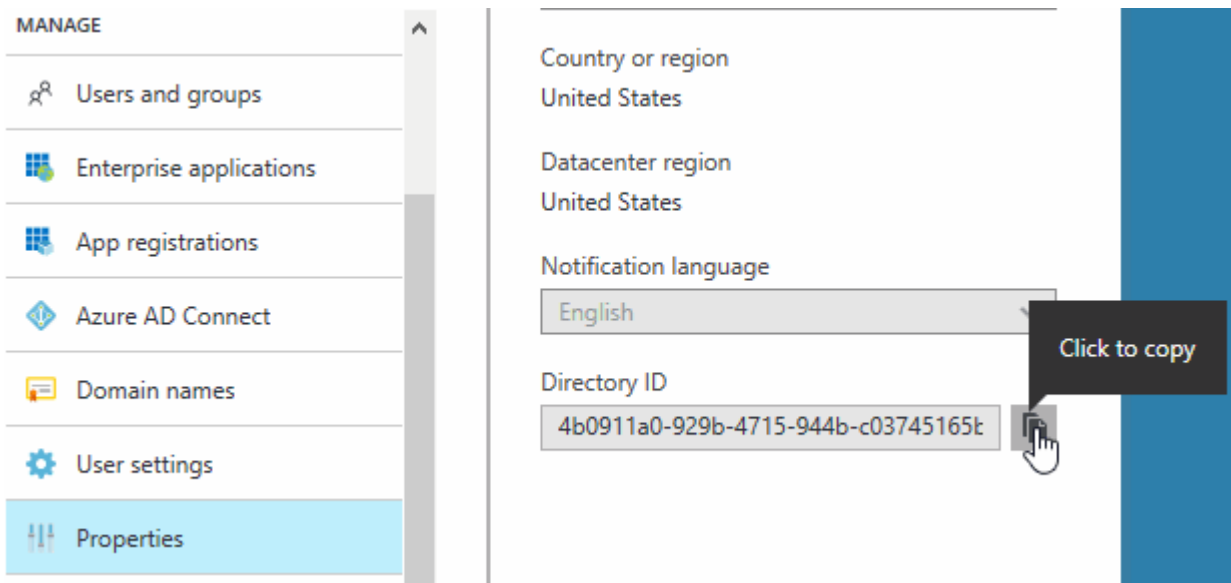 MANAGE
Users and groups
Enterprise applications
App registrations
Azure AD Connect
Domain names
User settings
Properties
Country or region
United States
Datacenter region
United States
Notification language
English
Click to copy
Directory ID
4b0911a0-929b-4715-944b-c03745165b